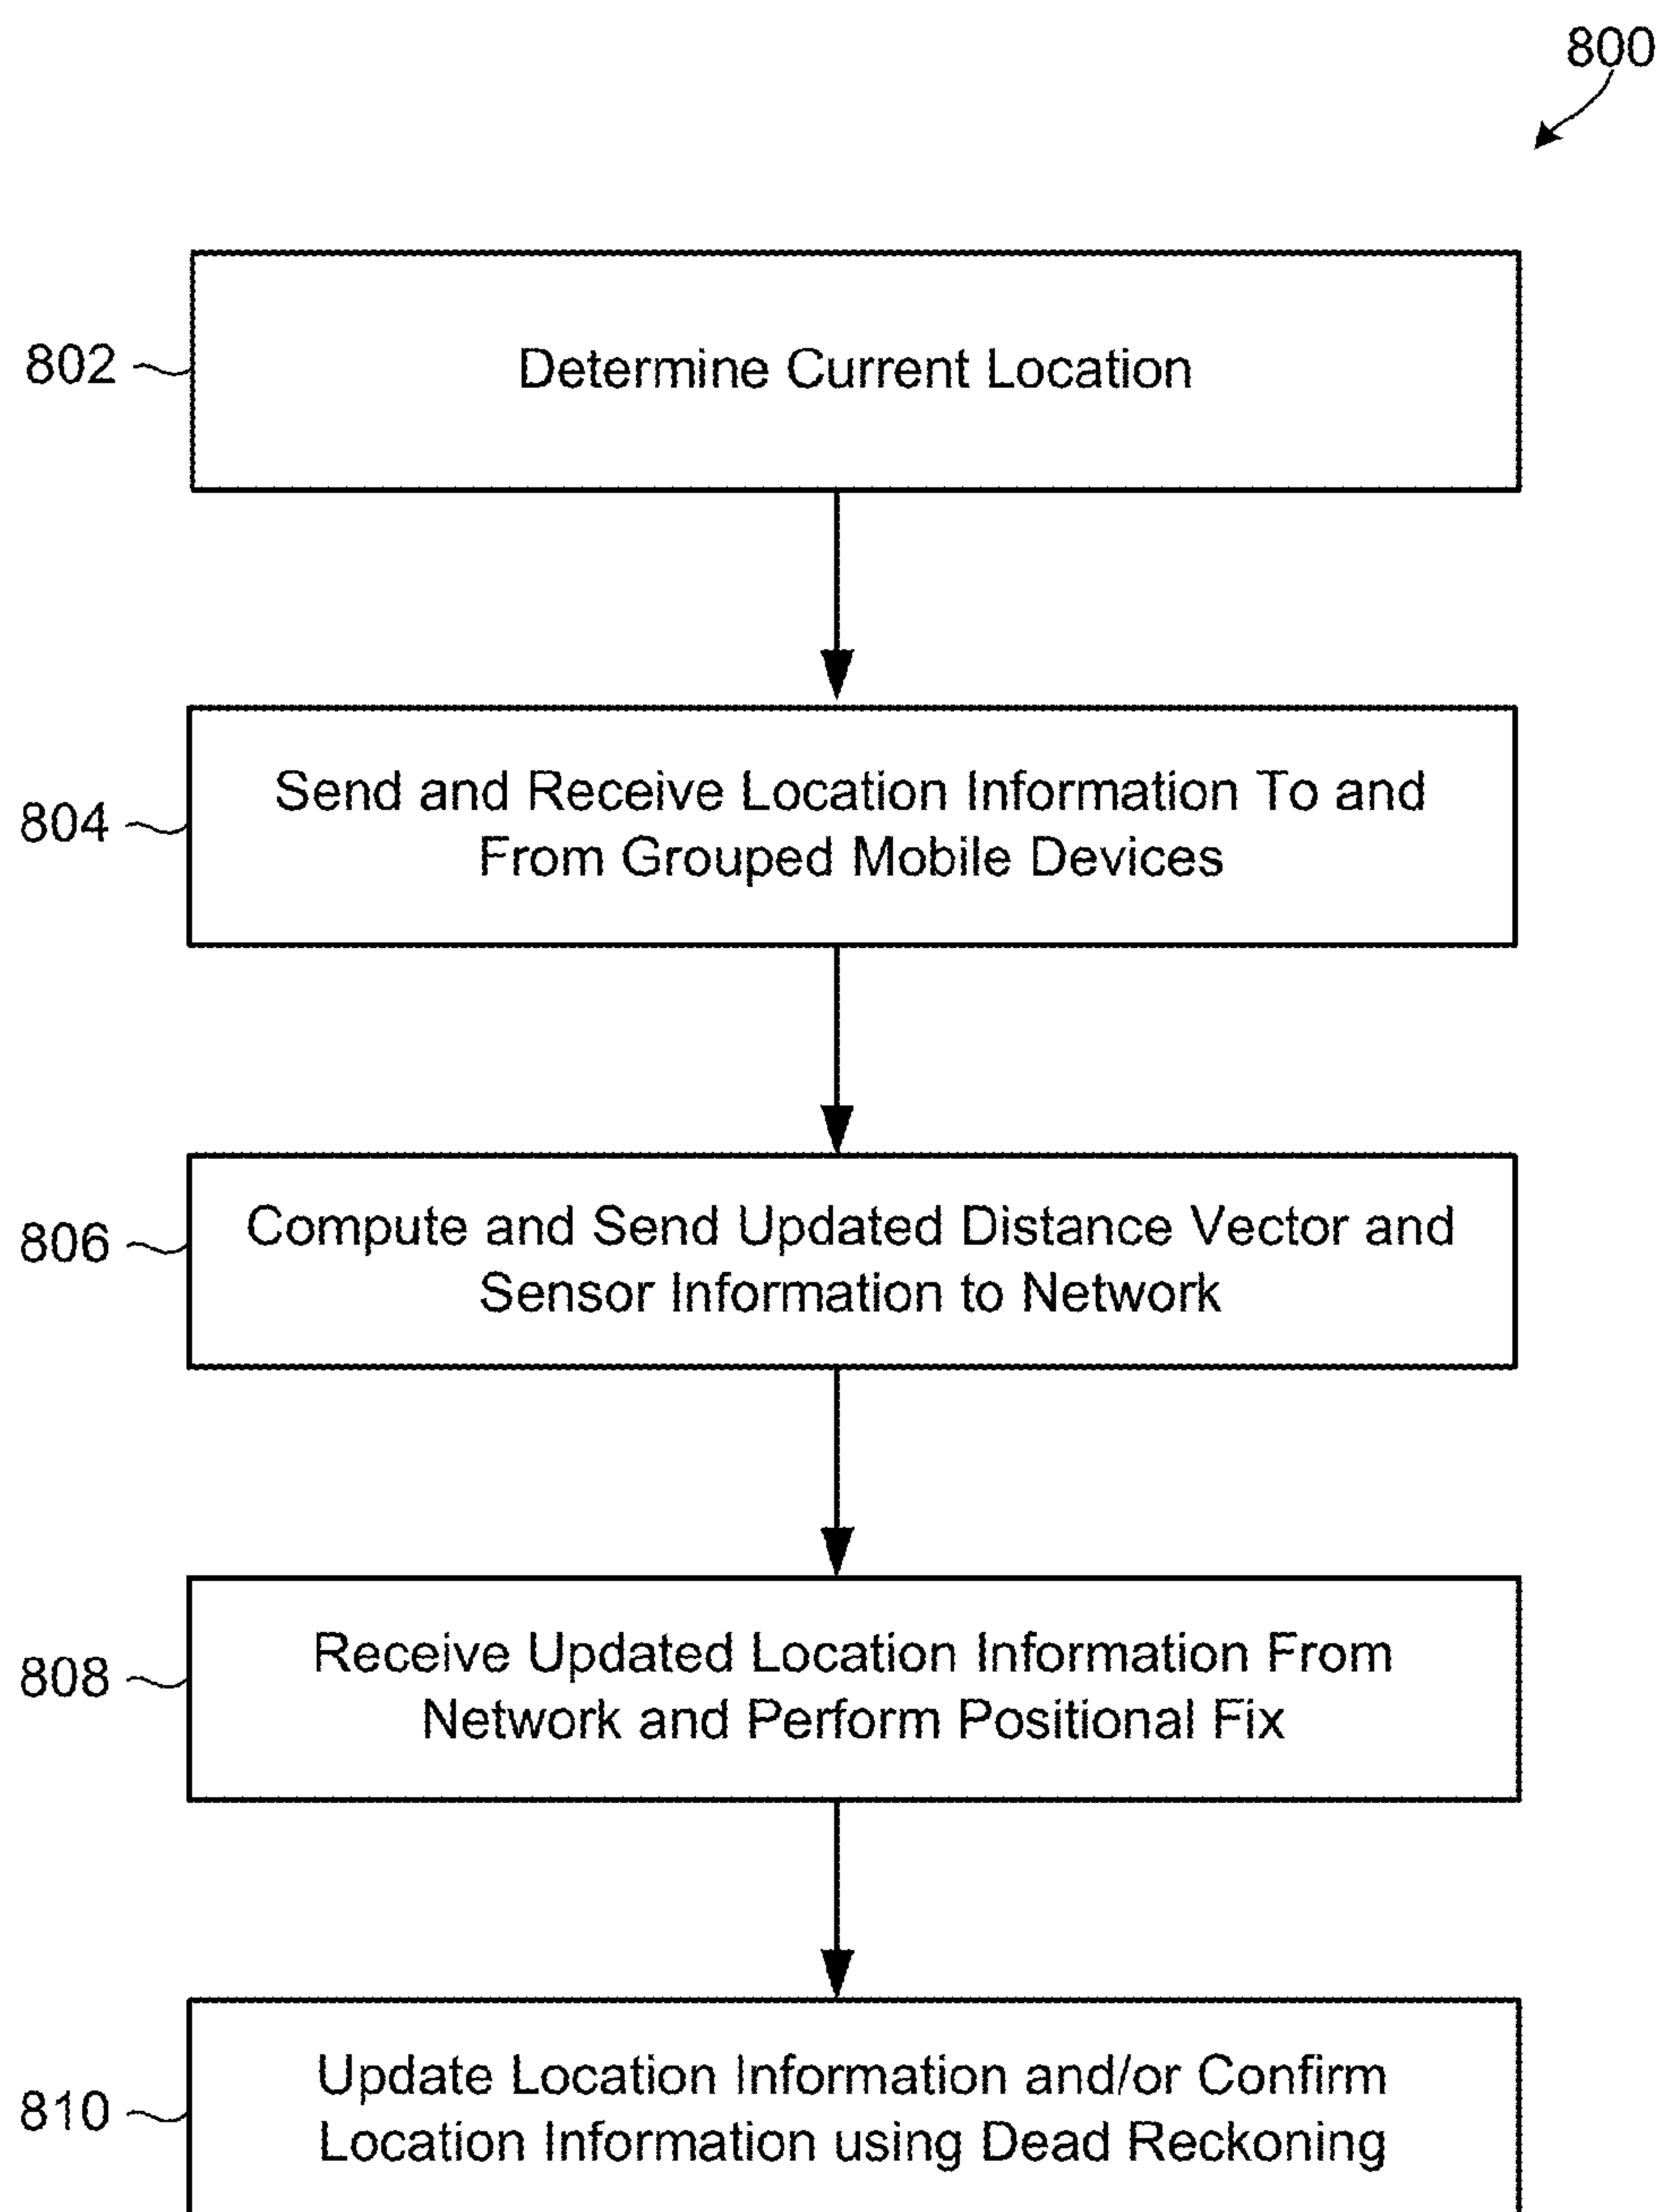 800
802
Determine Current Location
804
Send and Receive Location Information To and
From Grouped Mobile Devices
806
Compute and Send Updated Distance Vector and
Sensor Information to Network
808
Receive Updated Location Information From
Network and Perform Positional Fix
810
Update Location Information and/or Confirm
Location Information using Dead Reckoning